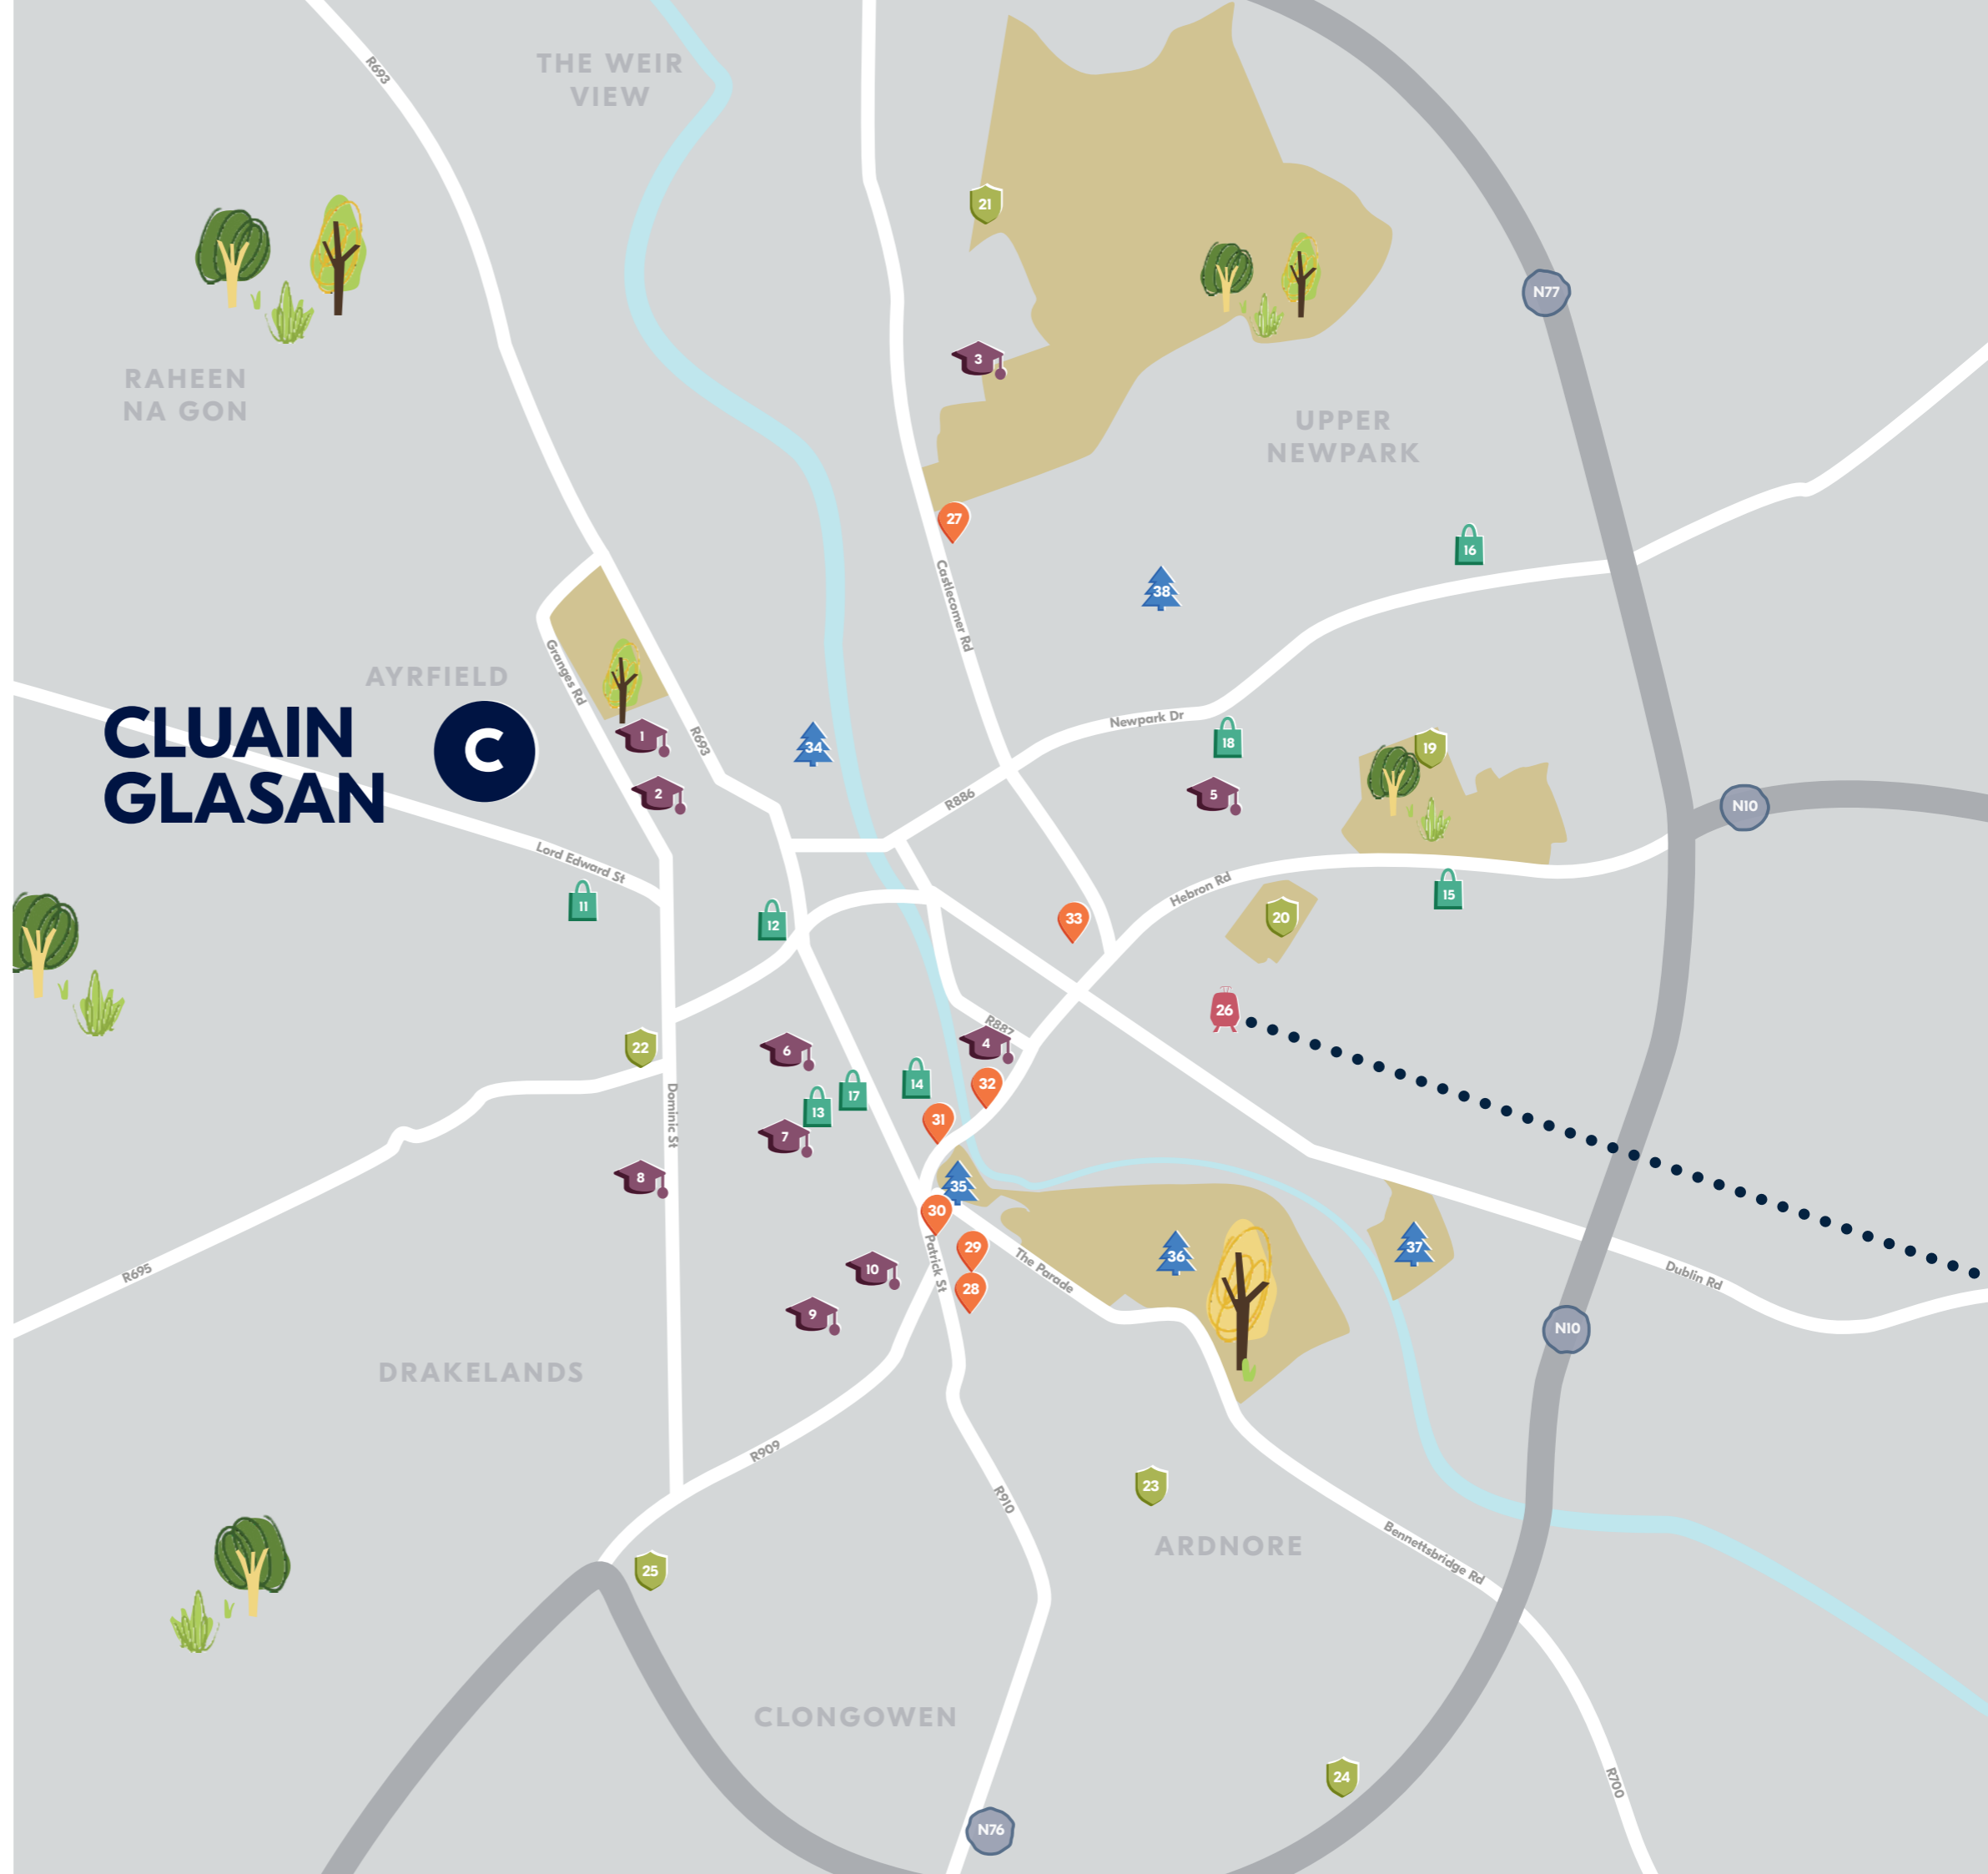 R693
THE WEIR
VIEW
21
N77
RAHEEN
NA GON
3
UPPER
NEWPARK
27
16
Castlecomer Rd
38
AYRFIELD
Granges Rd
CLUAIN
GLASAN
C
1
R693
34
Newpark Dr
18
19
2
R886
5
N10
Lord Edward St
11
12
Hebron Rd
15
33
20
26
R887
22
6
4
14
32
17
13
31
Dominic St
7
8
35
30
36
37
Patrick St
29
The Parade
10
28
R695
Dublin Rd
9
N10
DRAKELANDS
R909
R910
23
ARDNORE
Bennettsbridge Rd
25
CLONGOWEN
24
R700
N76